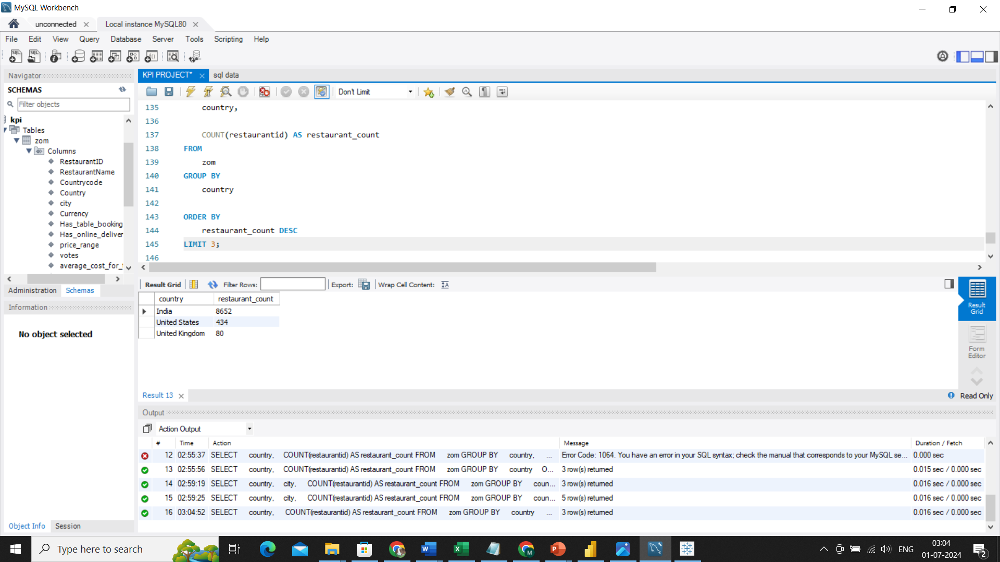 MySQL Workbench
unconnected
Local instance MySQL80
File Edit View Query Database Server Tools Scripting Help
Navigator
KPI PROJECT*
sql data
SCHEMAS
Don't Limit
Filter objects
kpi
Tables
zom
Columns
RestaurantID
RestaurantName
Countrycode
Country
city
Currency
Has_table_booking
Has_online_deliver
price_range
votes
average_cost_for_
135 country,
136
137 COUNT(restaurantid) AS restaurant_count
138 FROM
139 zom
140 GROUP BY
141 country
142
143 ORDER BY
144 restaurant_count DESC
145 LIMIT 3;
146
Administration Schemas
Information
No object selected
Result Grid Filter Rows: Export: Wrap Cell Content:
country restaurant_count
India 8652
United States 434
United Kingdom 80
Result Grid
Form Editor
Result 13
Read Only
Output
Action Output
# Time Action Message Duration / Fetch
12 02:55:37 SELECT country, COUNT(restaurantid) AS restaurant_count FROM zom GROUP BY country, ... Error Code: 1064. You have an error in your SQL syntax; check the manual that corresponds to your MySQL se... 0.000 sec
13 02:55:56 SELECT country, COUNT(restaurantid) AS restaurant_count FROM zom GROUP BY country O... 3 row(s) returned 0.015 sec / 0.000 sec
14 02:59:19 SELECT country, city, COUNT(restaurantid) AS restaurant_count FROM zom GROUP BY coun... 3 row(s) returned 0.016 sec / 0.000 sec
15 02:59:25 SELECT country, city, COUNT(restaurantid) AS restaurant_count FROM zom GROUP BY coun... 5 row(s) returned 0.016 sec / 0.000 sec
16 03:04:52 SELECT country, COUNT(restaurantid) AS restaurant_count FROM zom GROUP BY country ... 3 row(s) returned 0.016 sec / 0.000 sec
Object Info Session
Type here to search
ENG
03:04
01-07-2024
2